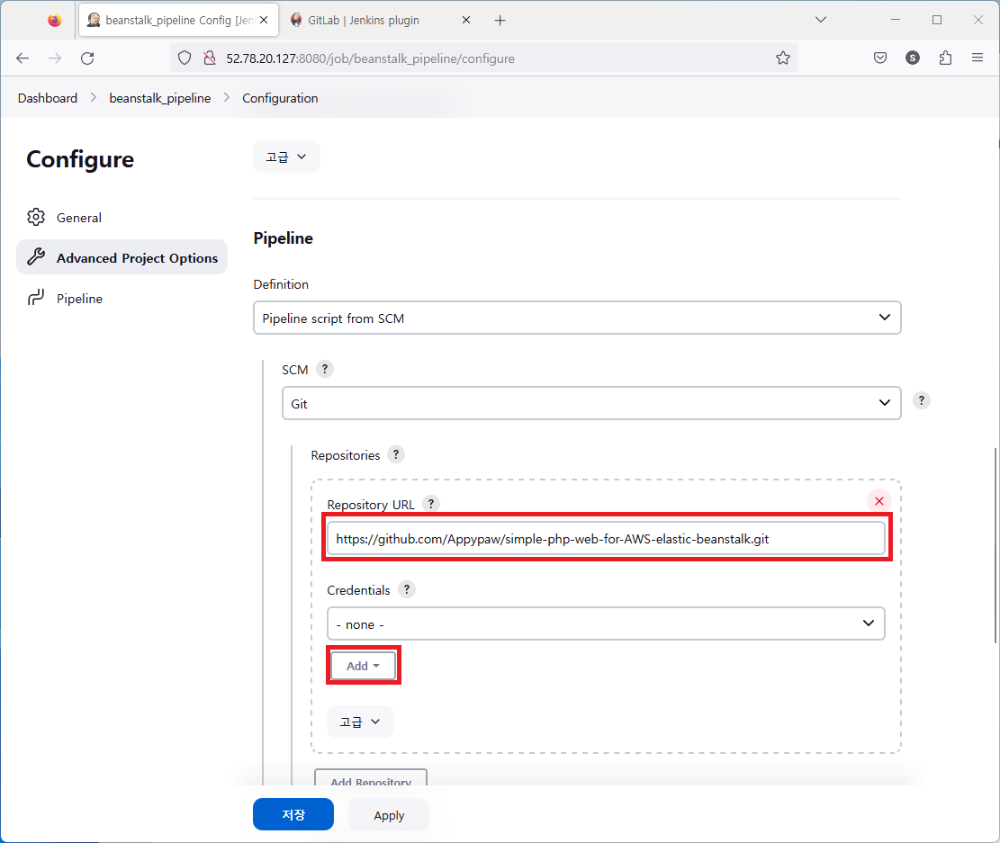 beanstalk_pipeline Config [Jen
GitLab | Jenkins plugin
52.78.20.127:8080/job/beanstalk_pipeline/configure
S
Dashboard > beanstalk_pipeline > Configuration
Configure
General
Advanced Project Options
Pipeline
고급
Pipeline
Definition
Pipeline script from SCM
SCM ?
Git
?
Repositories ?
Repository URL ?
https://github.com/Appypaw/simple-php-web-for-AWS-elastic-beanstalk.git
Credentials ?
- none -
Add
고급
Add Repository
저장
Apply